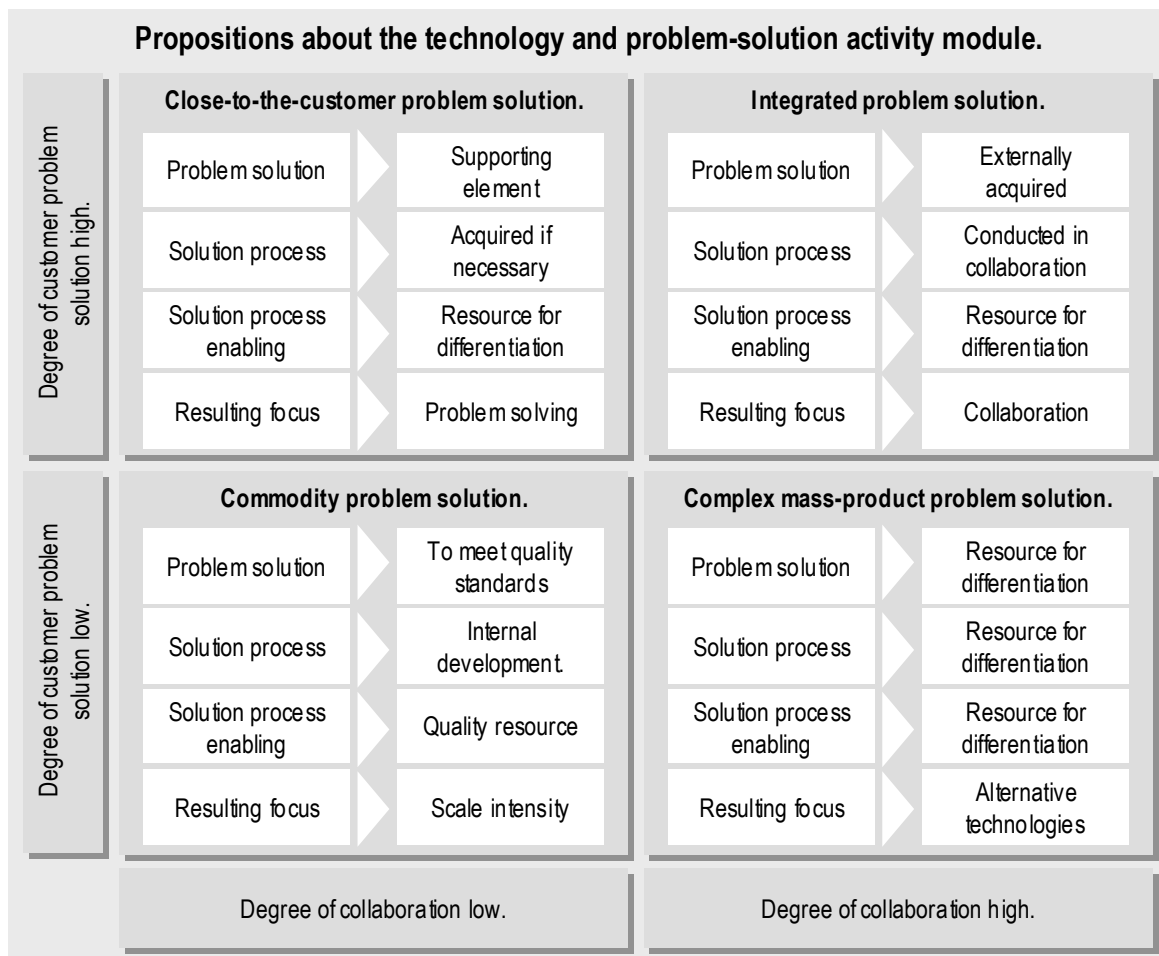 Propositions about the technology and problem-solution activity module.
Degree of customer problem
solution high.
Close-to-the-customer problem solution.
Problem solution
Supporting
element
Solution process
Acquired if
necessary
Solution process
enabling
Resource for
differentiation
Resulting focus
Problem solving
Integrated problem solution.
Problem solution
Externally
acquired
Solution process
Conducted in
collaboration
Solution process
enabling
Resource for
differentiation
Resulting focus
Collaboration
Degree of customer problem
solution low.
Commodity problem solution.
Problem solution
To meet quality
standards
Solution process
Internal
development.
Solution process
enabling
Quality resource
Resulting focus
Scale intensity
Complex mass-product problem solution.
Problem solution
Resource for
differentiation
Solution process
Resource for
differentiation
Solution process
enabling
Resource for
differentiation
Resulting focus
Alternative
technologies
Degree of collaboration low.
Degree of collaboration high.